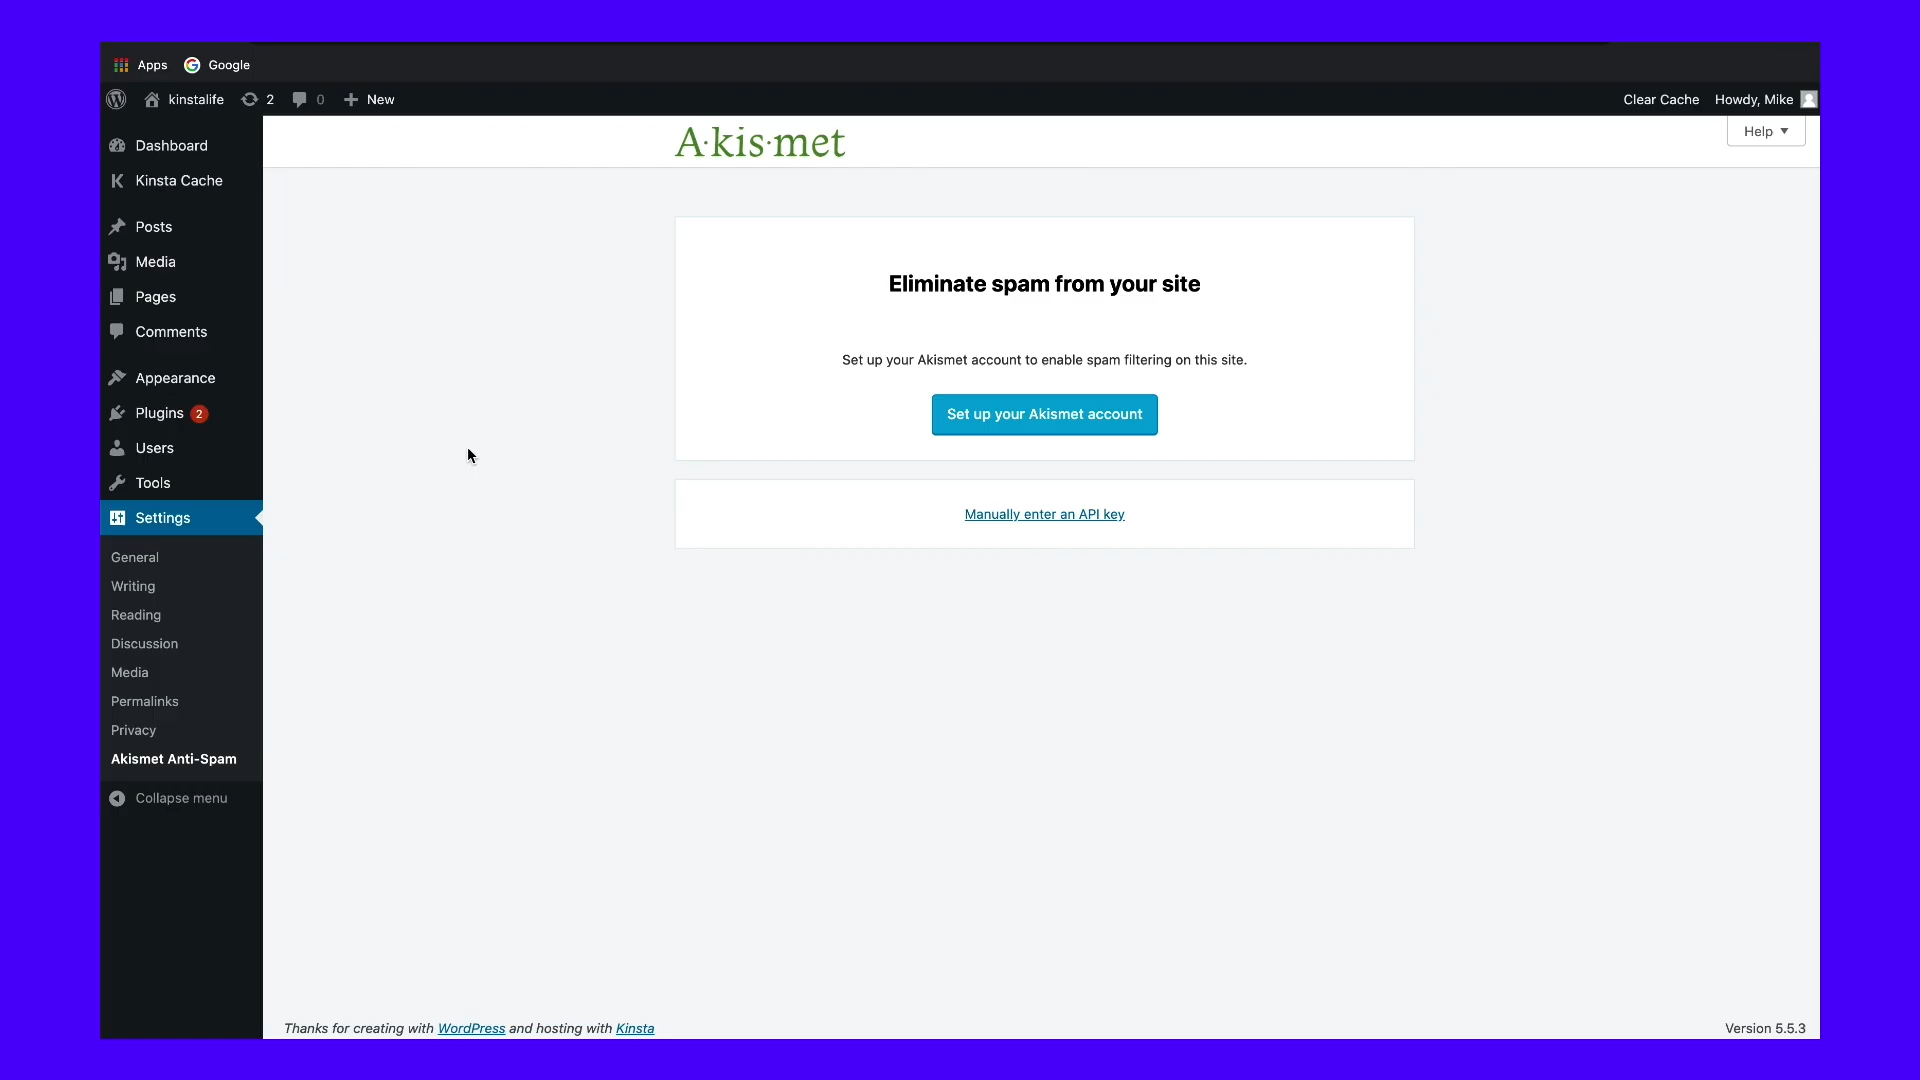 Apps Google
kinstalife 2 0 New Clear Cache Howdy, Mike
A·kis·met
Help
Dashboard
Kinsta Cache
Posts
Media
Pages
Comments
Appearance
Plugins 2
Users
Tools
Settings
General
Writing
Reading
Discussion
Media
Permalinks
Privacy
Akismet Anti-Spam
Collapse menu
Eliminate spam from your site
Set up your Akismet account to enable spam filtering on this site.
Set up your Akismet account
Manually enter an API key
Thanks for creating with WordPress and hosting with Kinsta
Version 5.5.3